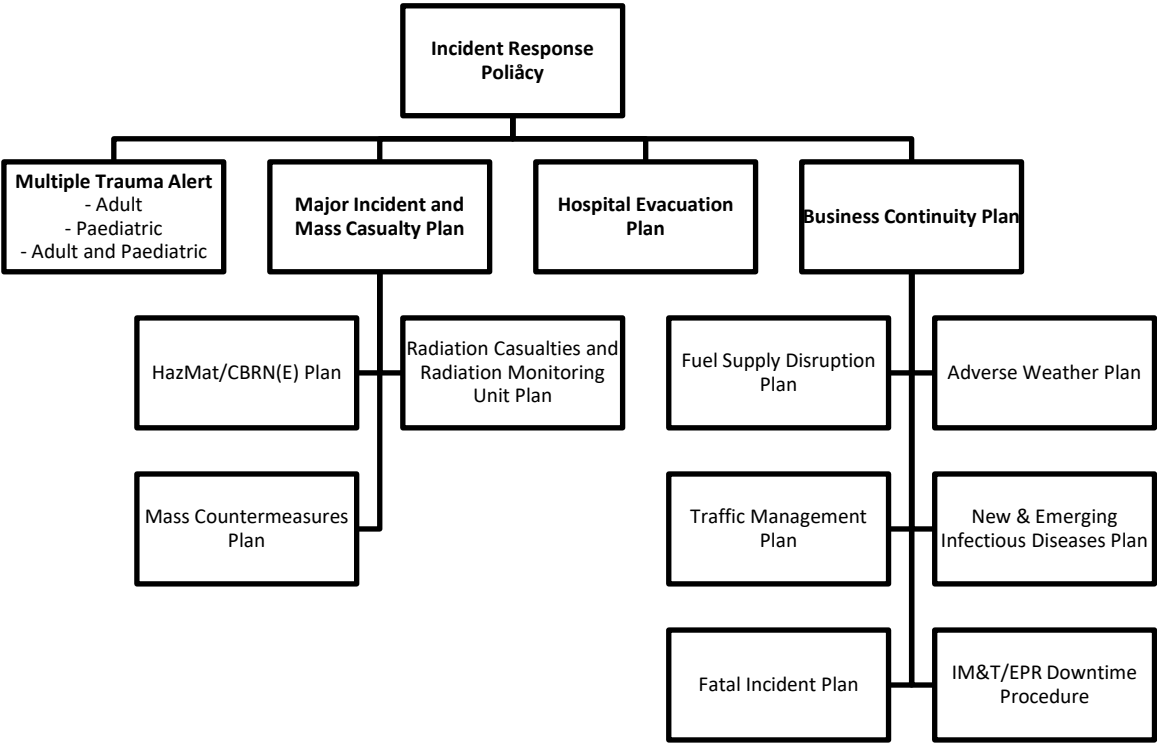 Incident Response
Poliåcy
Multiple Trauma Alert
- Adult
- Paediatric
- Adult and Paediatric
Major Incident and
Mass Casualty Plan
Hospital Evacuation
Plan
Business Continuity Plan
HazMat/CBRN(E) Plan
Radiation Casualties and
Radiation Monitoring
Unit Plan
Fuel Supply Disruption
Plan
Adverse Weather Plan
Mass Countermeasures
Plan
Traffic Management
Plan
New & Emerging
Infectious Diseases Plan
Fatal Incident Plan
IM&T/EPR Downtime
Procedure